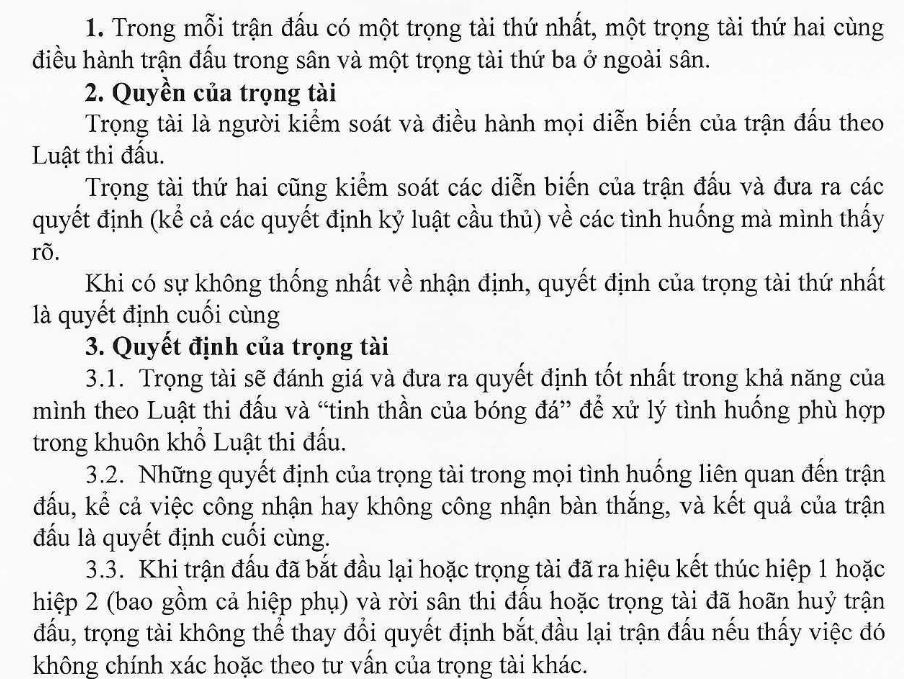 1. Trong mỗi trận đấu có một trọng tài thứ nhất, một trọng tài thứ hai cùng
điều hành trận đấu trong sân và một trọng tài thứ ba ở ngoài sân.
2. Quyền của trọng tài
Trọng tài là người kiểm soát và điều hành mọi diễn biến của trận đấu theo
Luật thi đấu.
Trọng tài thứ hai cũng kiểm soát các diễn biến của trận đấu và đưa ra các
quyết định (kể cả các quyết định kỷ luật cầu thủ) về các tình huống mà mình thấy
rõ.
Khi có sự không thống nhất về nhận định, quyết định của trọng tài thứ nhất
là quyết định cuối cùng
3. Quyết định của trọng tài
3.1. Trọng tài sẽ đánh giá và đưa ra quyết định tốt nhất trong khả năng của
mình theo Luật thi đấu và “tinh thần của bóng đá” để xử lý tình huống phù hợp
trong khuôn khổ Luật thi đấu.
3.2. Những quyết định của trọng tài trong mọi tình huống liên quan đến trận
đấu, kể cả việc công nhận hay không công nhận bàn thắng, và kết quả của trận
đấu là quyết định cuối cùng.
3.3. Khi trận đấu đã bắt đầu lại hoặc trọng tài đã ra hiệu kết thúc hiệp 1 hoặc
hiệp 2 (bao gồm cả hiệp phụ) và rời sân thi đấu hoặc trọng tài đã hoãn huỷ trận
đấu, trọng tài không thể thay đổi quyết định bắt đầu lại trận đấu nếu thấy việc đó
không chính xác hoặc theo tư vấn của trọng tài khác.